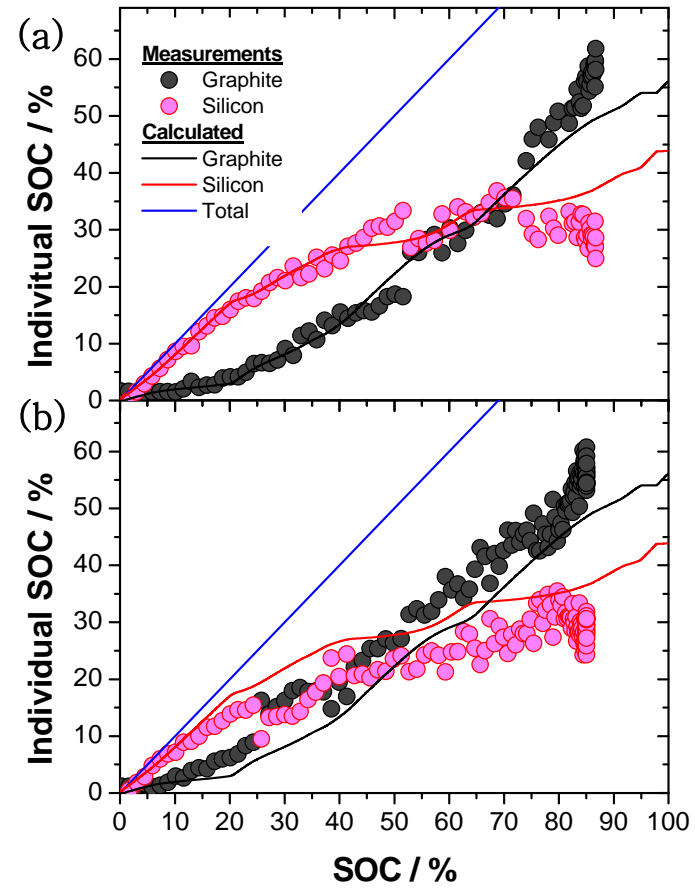 (a)
Measurements
Graphite
Silicon
Calculated
Graphite
Silicon
Total
Indivitual SOC / %
60
50
40
30
20
10
0
(b)
Individual SOC / %
60
50
40
30
20
10
0
0 10 20 30 40 50 60 70 80 90 100
SOC / %